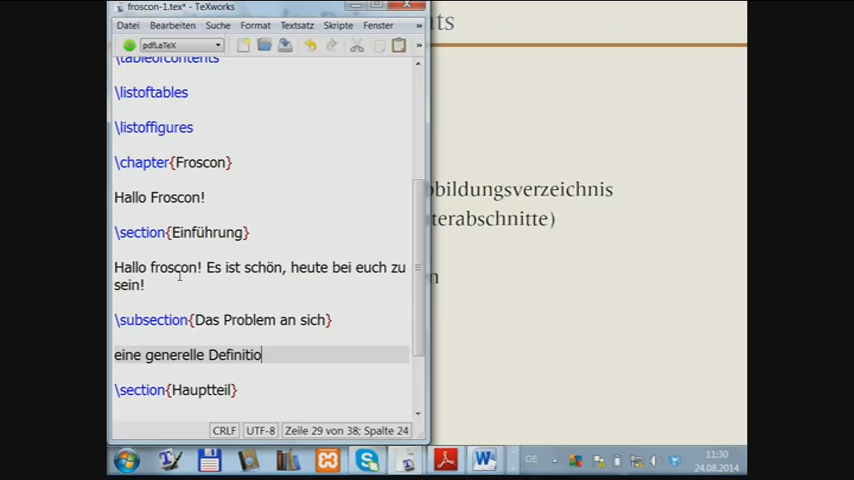 froscon-1.tex* - TeXworks
Datei Bearbeiten Suche Format Textsatz Skripte Fenster »
pdfLaTeX »
\tableofcontents
\listoftables
\listoffigures
\chapter{Froscon}
Hallo Froscon!
\section{Einführung}
Hallo froscon! Es ist schön, heute bei euch zu
sein!
\subsection{Das Problem an sich}
eine generelle Definitio
\section{Hauptteil}
CRLF UTF-8 Zeile 29 von 38; Spalte 24
bildungsverzeichnis
terabschnitte)
DE
11:30
24.08.2014